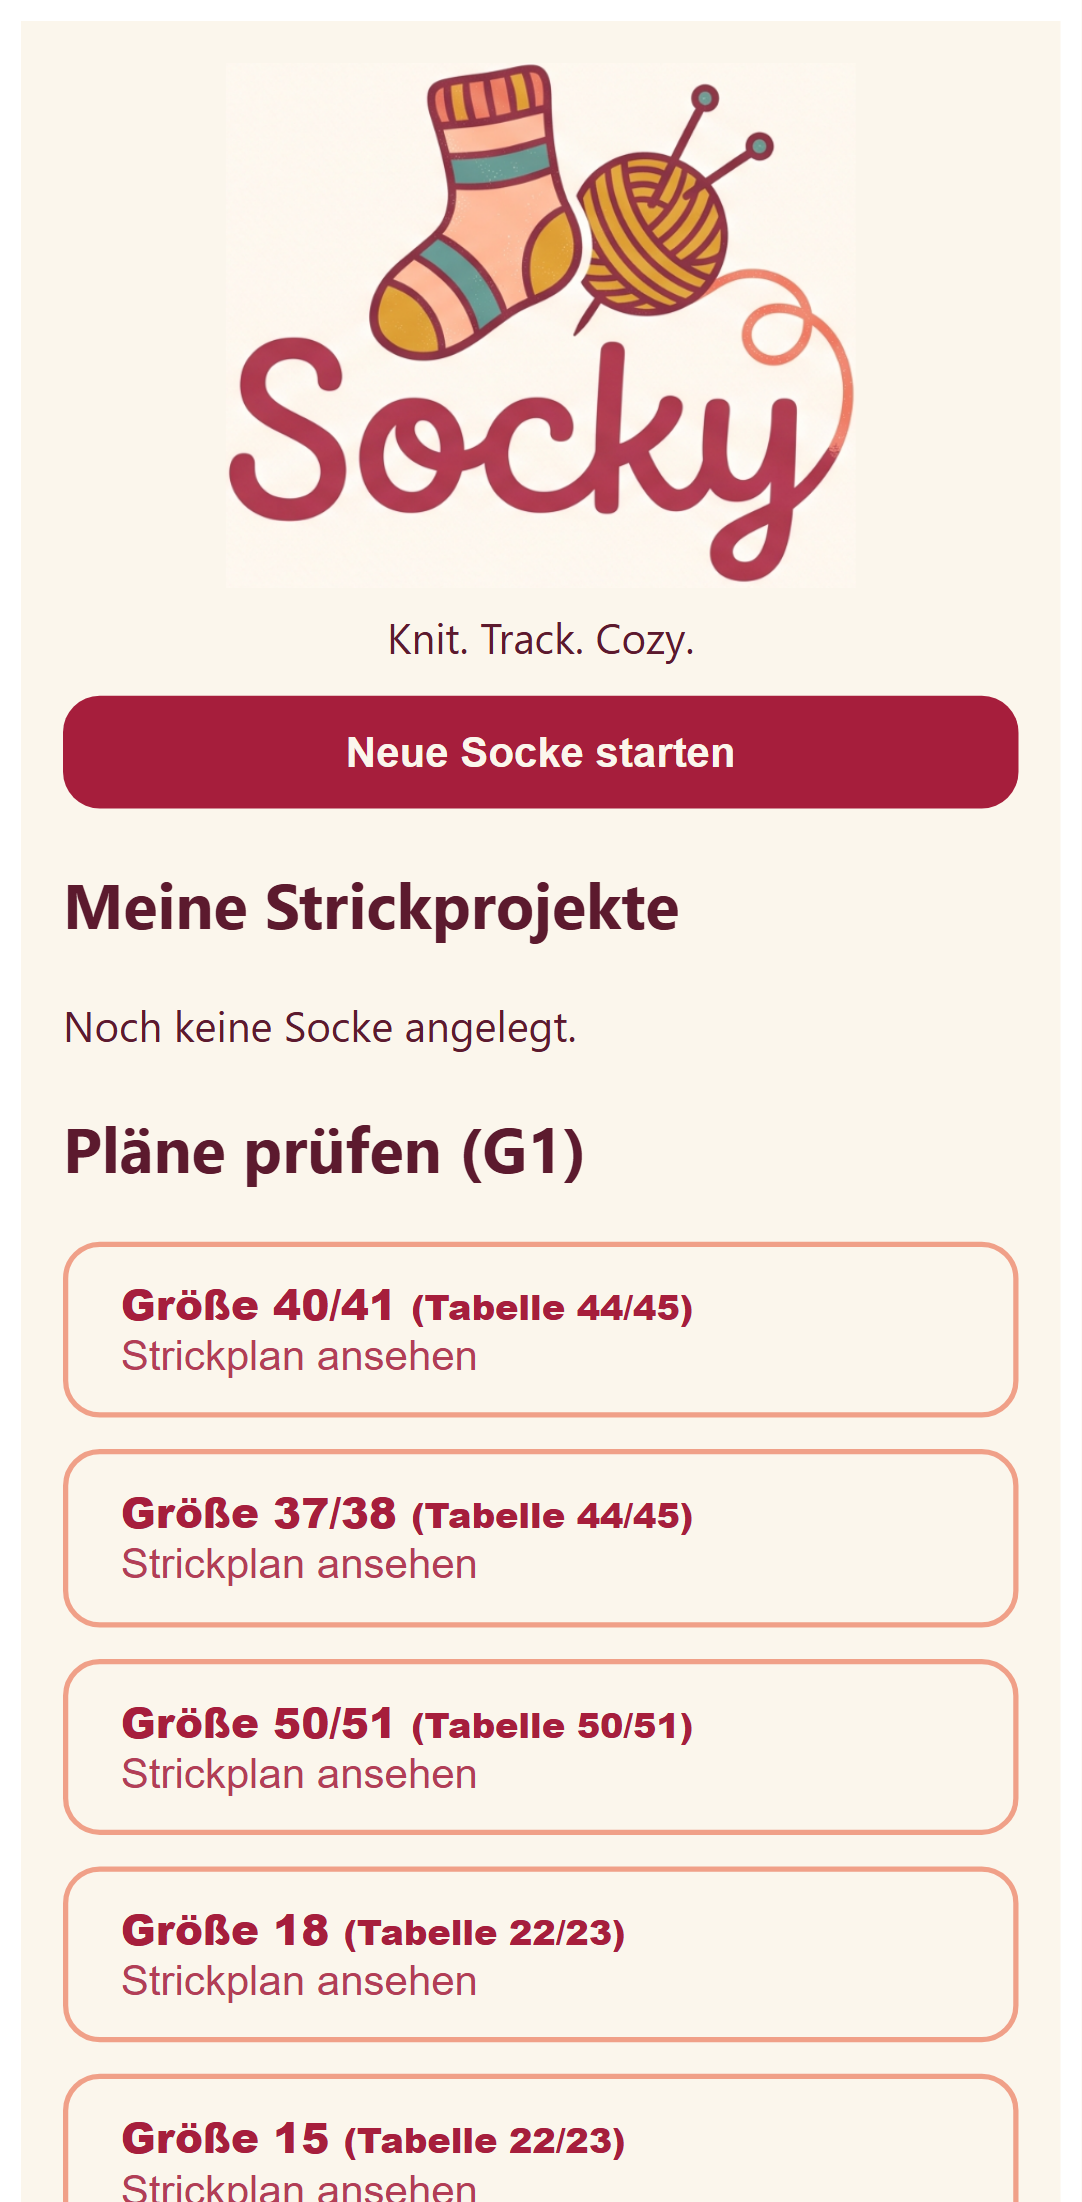 Socky
Knit. Track. Cozy.
Neue Socke starten
Meine Strickprojekte
Noch keine Socke angelegt.
Pläne prüfen (G1)
Größe 40/41 (Tabelle 44/45)
Strickplan ansehen
Größe 37/38 (Tabelle 44/45)
Strickplan ansehen
Größe 50/51 (Tabelle 50/51)
Strickplan ansehen
Größe 18 (Tabelle 22/23)
Strickplan ansehen
Größe 15 (Tabelle 22/23)
Strickplan ansehen